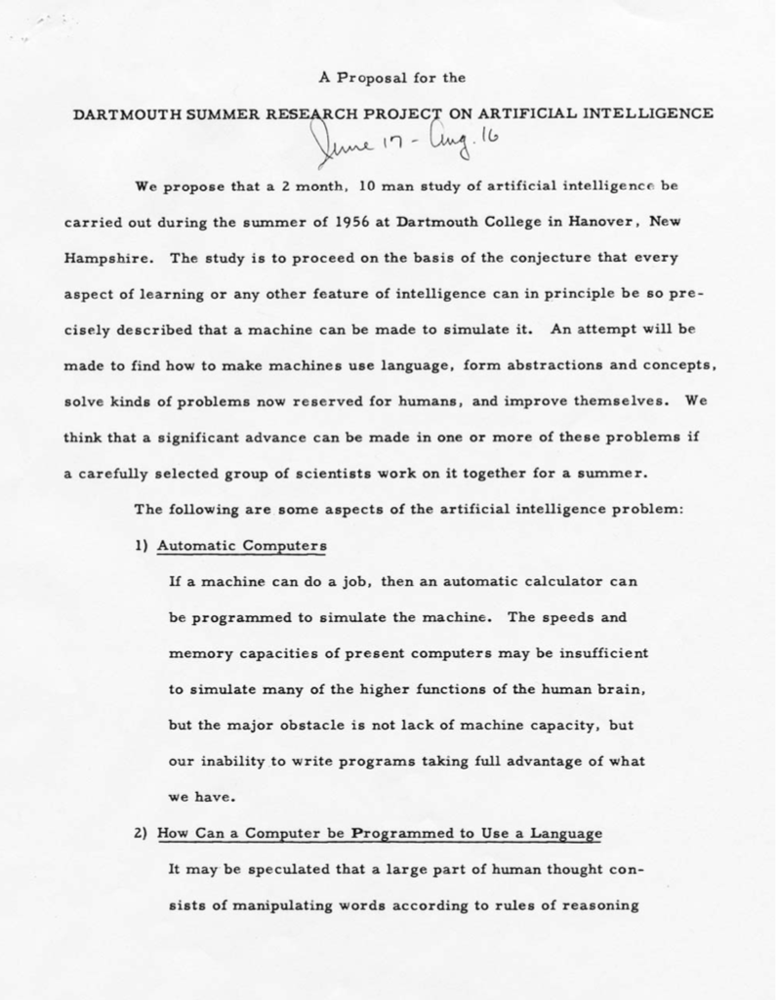 A Proposal for the
DARTMOUTH SUMMER RESEARCH PROJECT ON ARTIFICIAL INTELLIGENCE
June 17 - Aug. 16
We propose that a 2 month, 10 man study of artificial intelligence be
carried out during the summer of 1956 at Dartmouth College in Hanover, New
Hampshire. The study is to proceed on the basis of the conjecture that every
aspect of learning or any other feature of intelligence can in principle be so pre-
cisely described that a machine can be made to simulate it. An attempt will be
made to find how to make machines use language, form abstractions and concepts,
solve kinds of problems now reserved for humans, and improve themselves. We
think that a significant advance can be made in one or more of these problems if
a carefully selected group of scientists work on it together for a summer.
The following are some aspects of the artificial intelligence problem:
1) Automatic Computers
If a machine can do a job, then an automatic calculator can
be programmed to simulate the machine. The speeds and
memory capacities of present computers may be insufficient
to simulate many of the higher functions of the human brain,
but the major obstacle is not lack of machine capacity, but
our inability to write programs taking full advantage of what
we have.
2) How Can a Computer be Programmed to Use a Language
It may be speculated that a large part of human thought con-
sists of manipulating words according to rules of reasoning